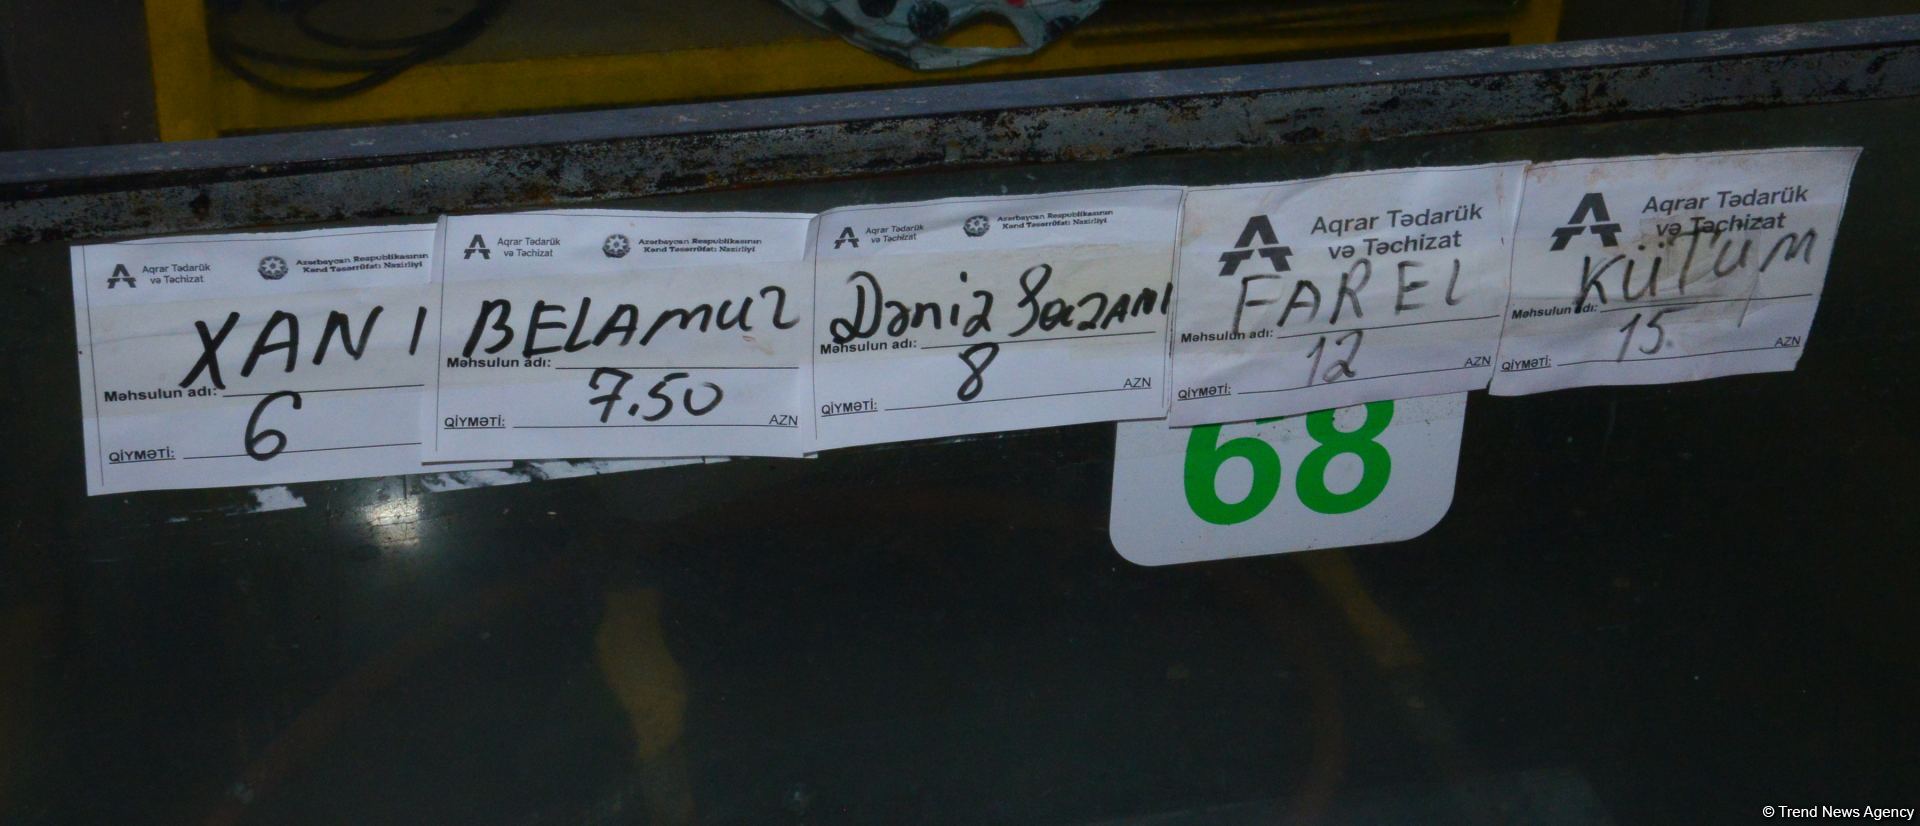 Aqrar Tədarük
və Təchizat
Azərbaycan Respublikasının
Kənd Təsərrüfatı Nazirliyi
XANI
Məhsulun adı:
6
QİYMƏTİ:
Aqrar Tədarük
və Təchizat
Azərbaycan Respublikasının
Kənd Təsərrüfatı Nazirliyi
BELAMUZ
Məhsulun adı:
7.50
QİYMƏTİ: AZN
Aqrar Tədarük
və Təchizat
Azərbaycan Respublikasının
Kənd Təsərrüfatı Nazirliyi
Dəniz SazANI
Məhsulun adı:
8
QİYMƏTİ: AZN
Aqrar Tədarük
və Təchizat
FAREL
Məhsulun adı:
12
QİYMƏTİ: AZN
Aqrar Tədarük
və Təchizat
KÜTÜM
Məhsulun adı:
15
QİYMƏTİ: AZN
68
© Trend News Agency